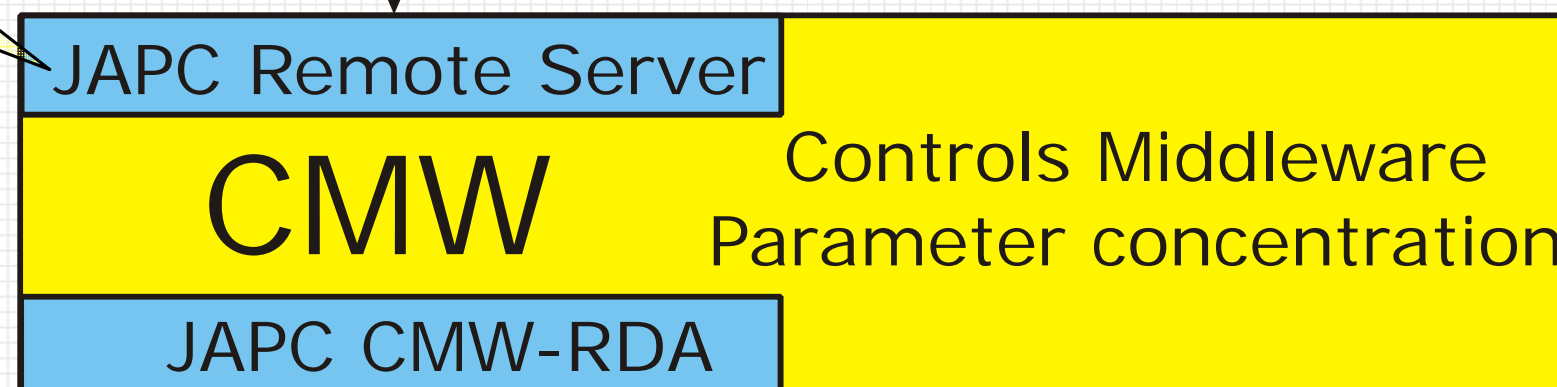 JAPC Remote Server
CMW
Controls Middleware
Parameter concentration
JAPC CMW-RDA